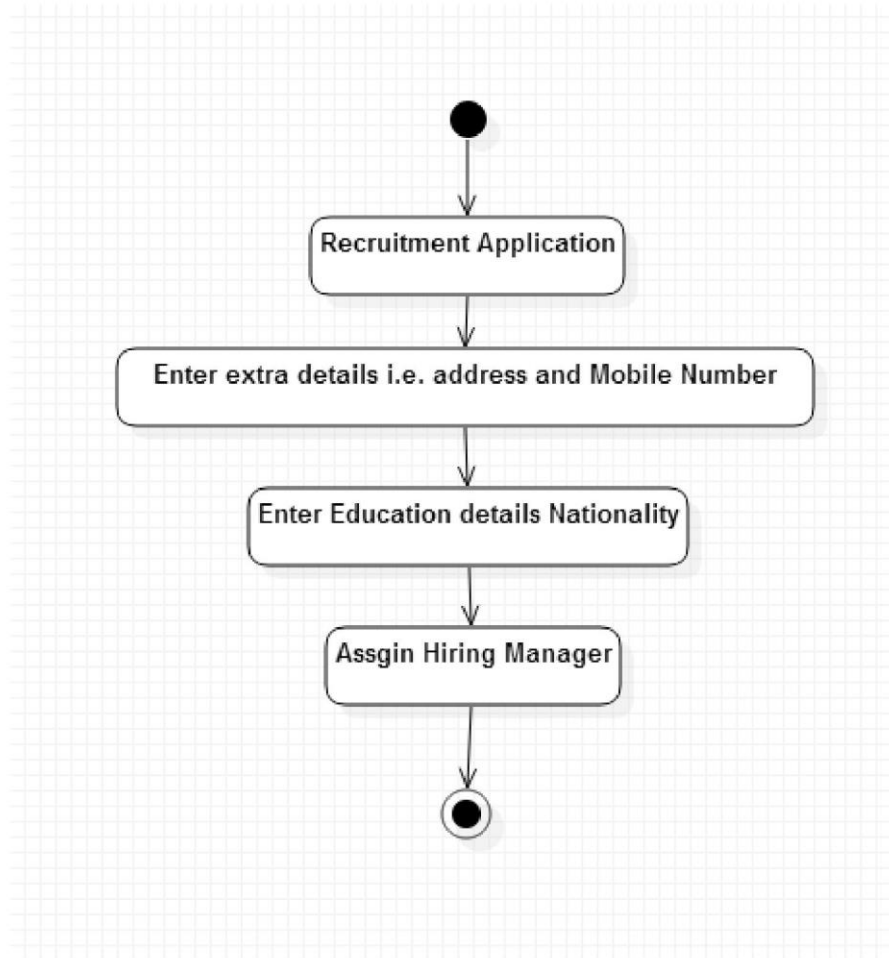 Recruitment Application
Enter extra details i.e. address and Mobile Number
Enter Education details Nationality
Assgin Hiring Manager